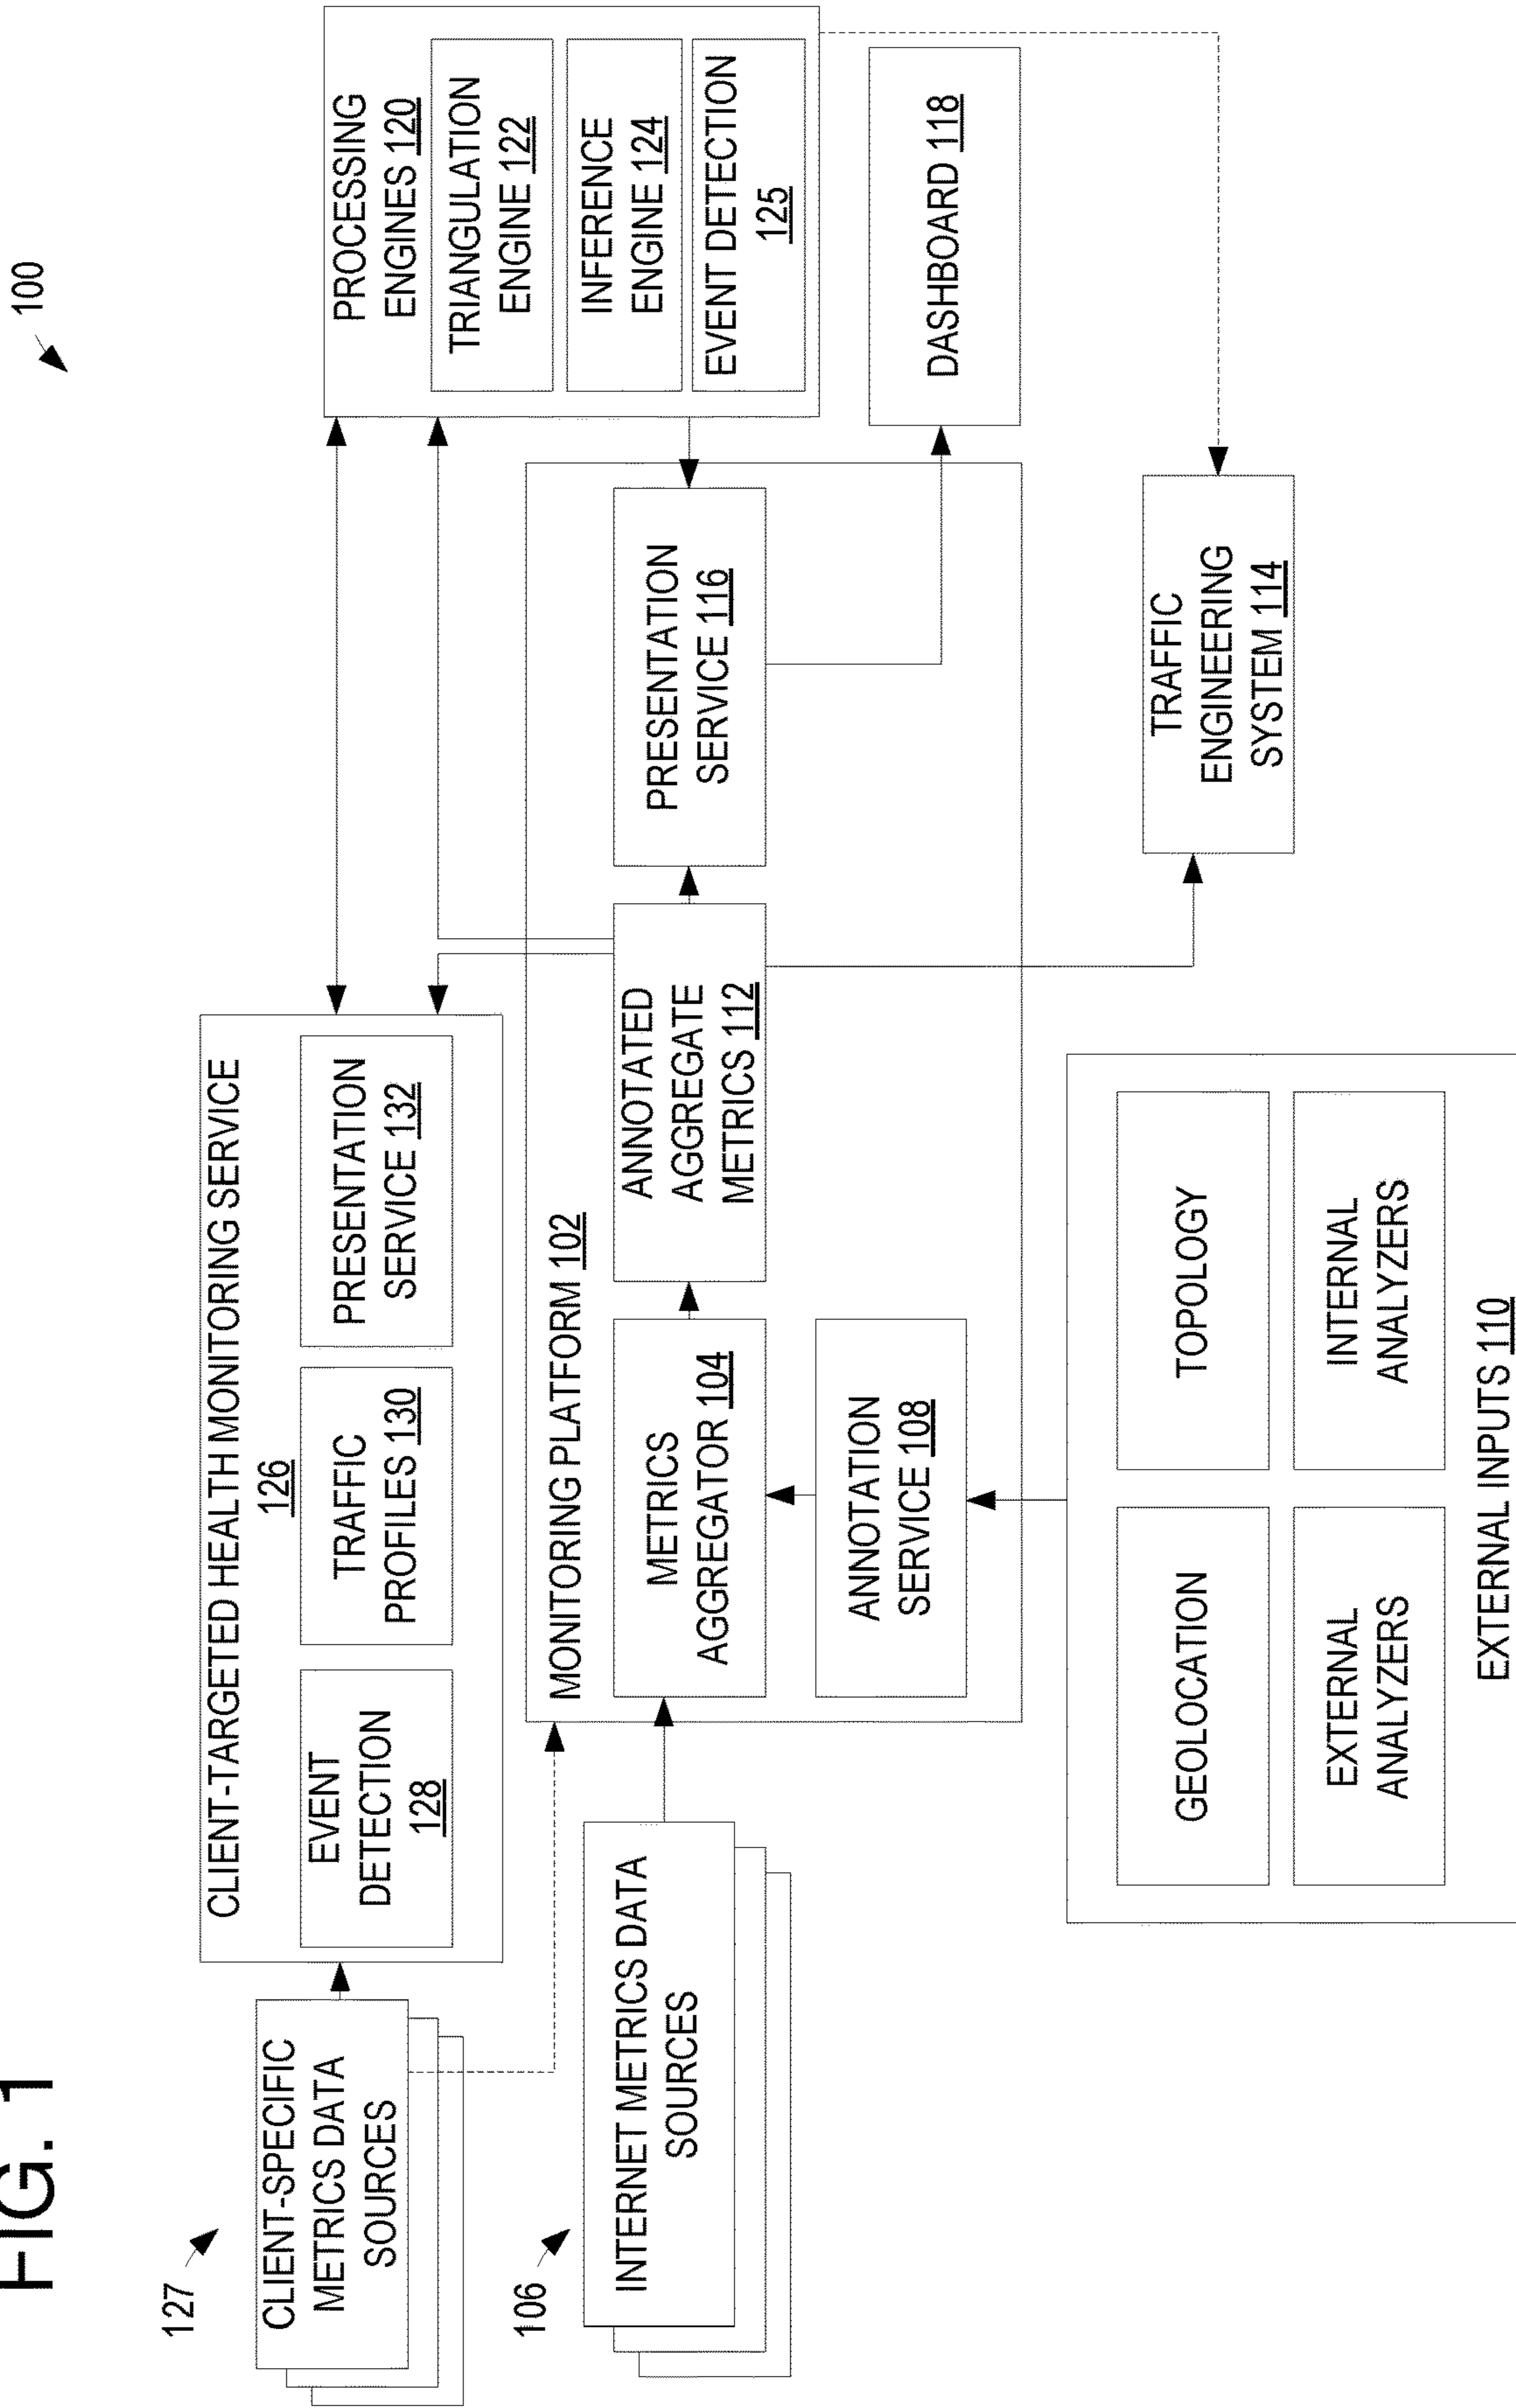 FIG. 1
100
127
CLIENT-SPECIFIC
METRICS DATA
SOURCES
CLIENT-TARGETED HEALTH MONITORING SERVICE
126
EVENT
DETECTION
128
TRAFFIC
PROFILES 130
PRESENTATION
SERVICE 132
PROCESSING
ENGINES 120
TRIANGULATION
ENGINE 122
INFERENCE
ENGINE 124
EVENT DETECTION
125
106
INTERNET METRICS DATA
SOURCES
MONITORING PLATFORM 102
METRICS
AGGREGATOR 104
ANNOTATION
SERVICE 108
ANNOTATED
AGGREGATE
METRICS 112
PRESENTATION
SERVICE 116
DASHBOARD 118
TRAFFIC
ENGINEERING
SYSTEM 114
GEOLOCATION
TOPOLOGY
EXTERNAL
ANALYZERS
INTERNAL
ANALYZERS
EXTERNAL INPUTS 110